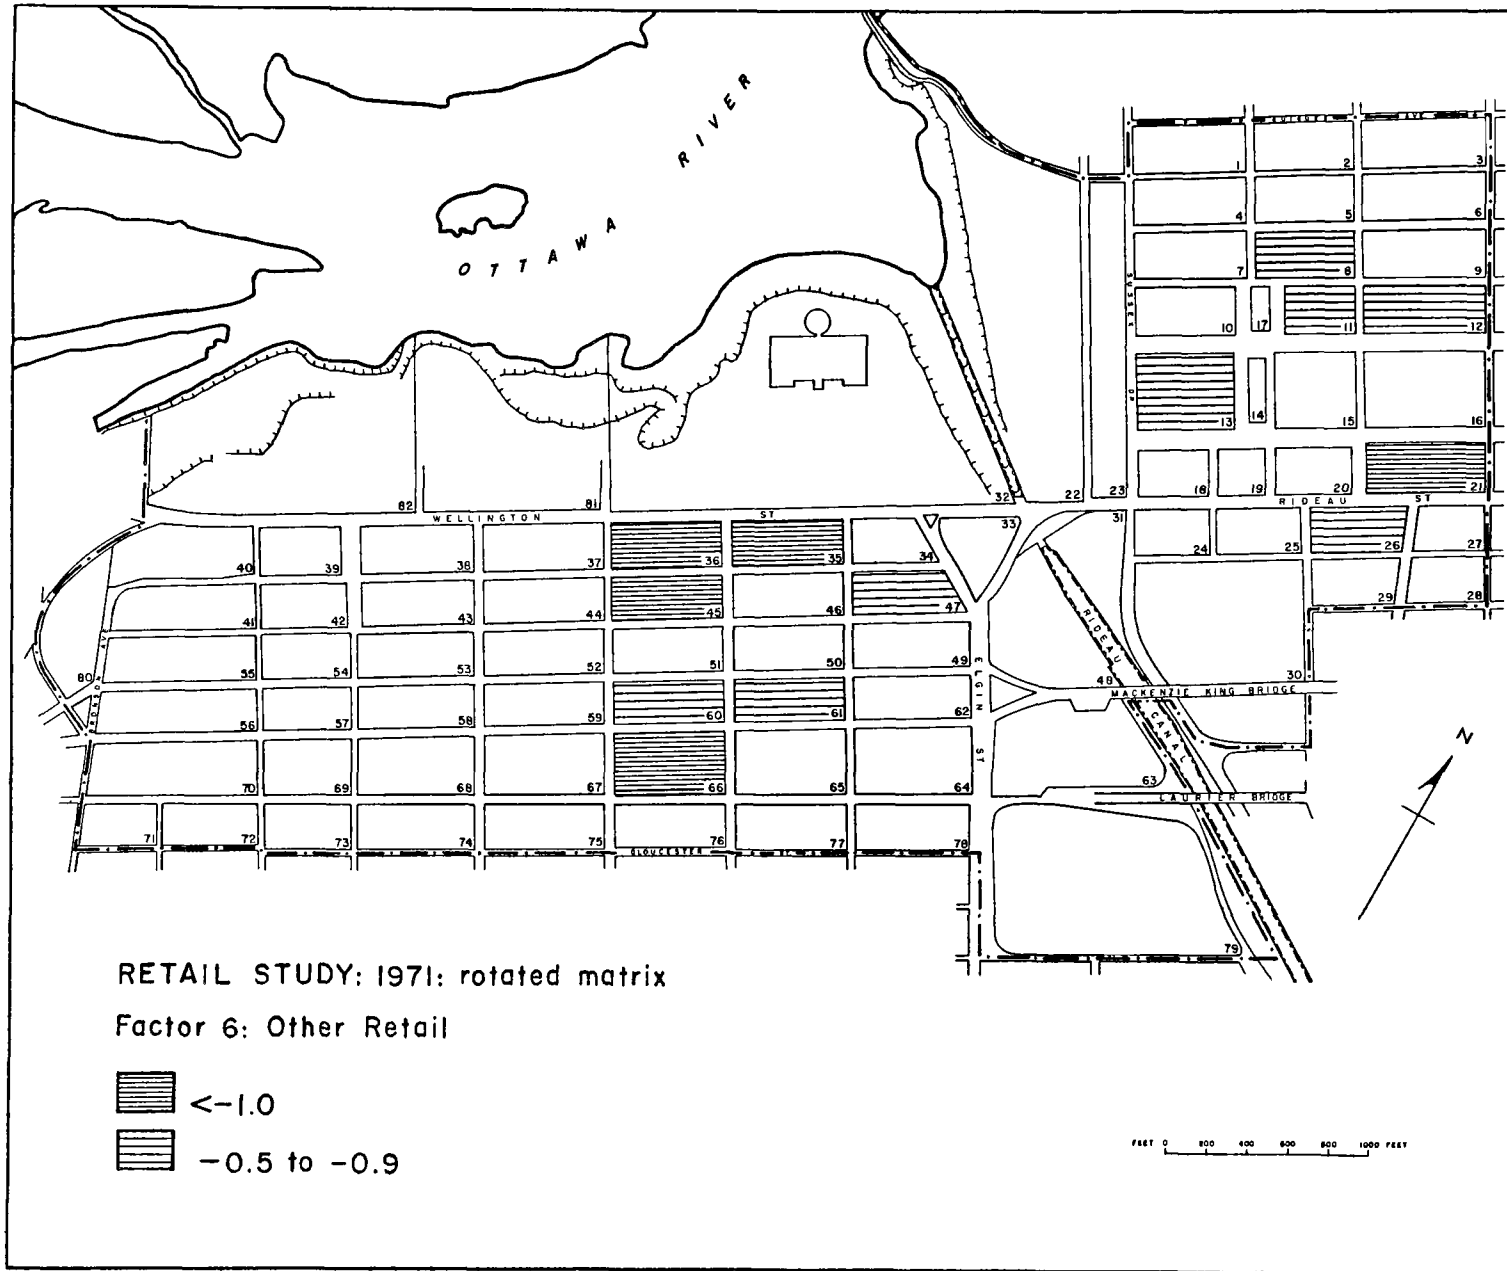 OTTAWA RIVER
AVE
1 2 3
4 5 6
SUSSEX DR
7 8 9
10 17 11 12
13 14 15 16
18 19 20 21
RIDEAU ST
82 81 32 22 23
WELLINGTON ST
33 31
40 39 38 37 36 35 34
24 25 26 27
41 42 43 44 45 46 47
29 28
RIDEAU CANAL
55 54 53 52 51 50 49
ELGIN ST
80
BRONSON AVE
48 30
MACKENZIE KING BRIDGE
56 57 58 59 60 61 62
N
70 69 68 67 66 65 64
63
LAURIER BRIDGE
71 72 73 74 75 76 77 78
GLOUCESTER ST
79
RETAIL STUDY: 1971: rotated matrix
Factor 6: Other Retail
<-1.0
-0.5 to -0.9
FEET 0 200 400 600 800 1000 FEET